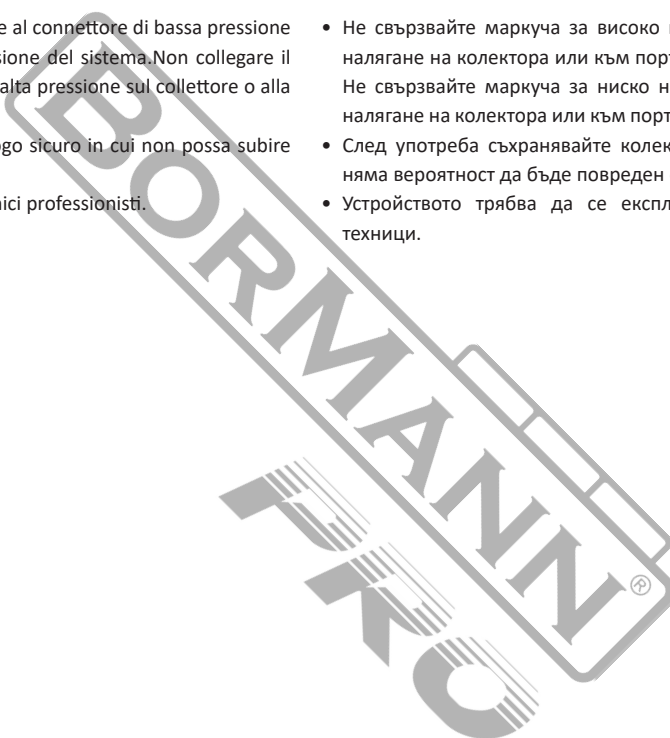 e al connettore di bassa pressione
sione del sistema.Non collegare il
alta pressione sul collettore o alla
ogo sicuro in cui non possa subire
nici professionisti.
• Не свързвайте маркуча за високо
налягане на колектора или към порт
Не свързвайте маркуча за ниско н
налягане на колектора или към порт
• След употреба съхранявайте колек
няма вероятност да бъде повреден
• Устройството трябва да се експл
техници.
BORMANN®
PRO